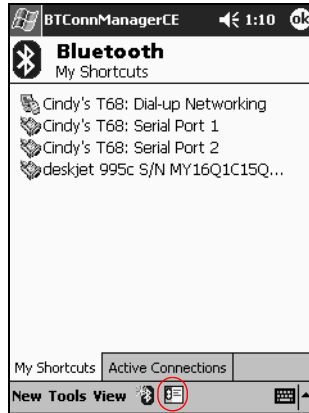 BTConnManagerCE 1:10 ok
Bluetooth
My Shortcuts
Cindy's T68: Dial-up Networking
Cindy's T68: Serial Port 1
Cindy's T68: Serial Port 2
deskjet 995c S/N MY16Q1C15Q...
My Shortcuts Active Connections
New Tools View